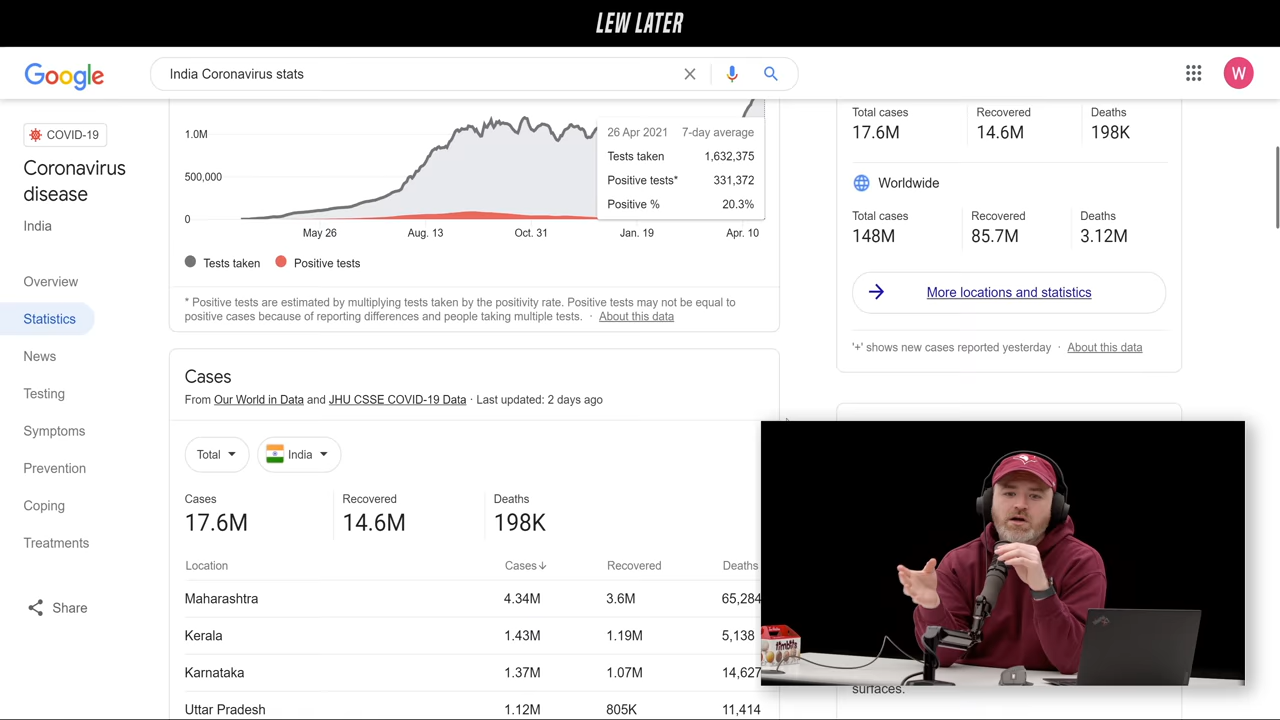 LEW LATER
Google
India Coronavirus stats
W
COVID-19
Coronavirus
disease
India
Overview
Statistics
News
Testing
Symptoms
Prevention
Coping
Treatments
Share
1.0M
500,000
0
26 Apr 2021 7-day average
Tests taken 1,632,375
Positive tests* 331,372
Positive % 20.3%
May 26 Aug. 13 Oct. 31 Jan. 19 Apr. 10
Tests taken Positive tests
* Positive tests are estimated by multiplying tests taken by the positivity rate. Positive tests may not be equal to
positive cases because of reporting differences and people taking multiple tests. · About this data
Cases
From Our World in Data and JHU CSSE COVID-19 Data · Last updated: 2 days ago
Total India
Cases Recovered Deaths
17.6M 14.6M 198K
Location Cases Recovered Deaths
Maharashtra 4.34M 3.6M 65,284
Kerala 1.43M 1.19M 5,138
Karnataka 1.37M 1.07M 14,627
Uttar Pradesh 1.12M 805K 11,414
Total cases Recovered Deaths
17.6M 14.6M 198K
Worldwide
Total cases Recovered Deaths
148M 85.7M 3.12M
More locations and statistics
'+' shows new cases reported yesterday · About this data
surfaces.